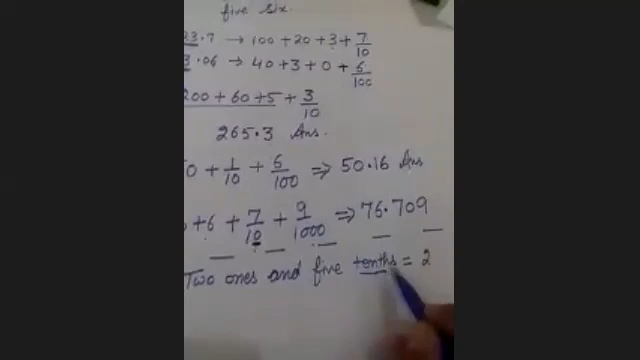 five six.
23.7 → 100 + 20 + 3 + 7/10
3.06 → 40 + 3 + 0 + 6/100
200 + 60 + 5 + 3/10
265.3 Ans.
0 + 1/10 + 6/100 ⇒ 50.16 Ans
+ 6 + 7/10 + 9/1000 ⇒ 76.709
Two ones and five tenths = 2